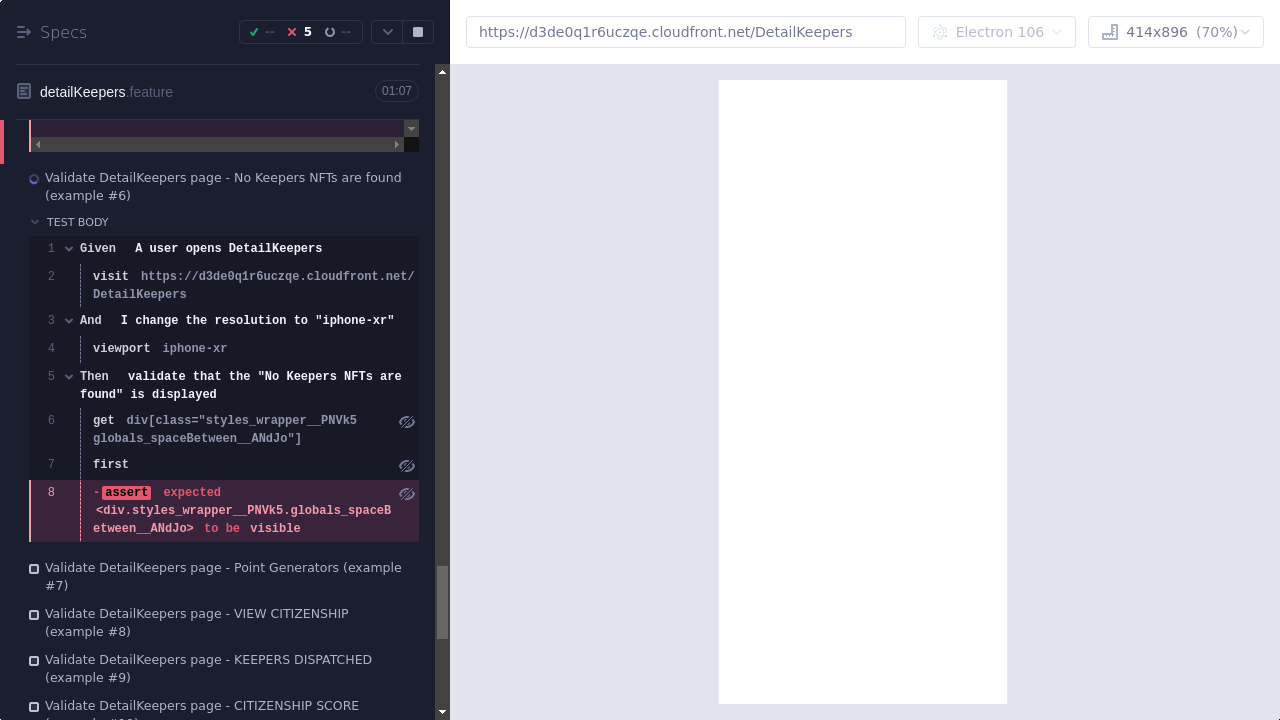 Specs
-- 5 --
https://d3de0q1r6uczqe.cloudfront.net/DetailKeepers
Electron 106
414x896 (70%)
detailKeepers.feature
01:07
Validate DetailKeepers page - No Keepers NFTs are found
(example #6)
TEST BODY
1 Given A user opens DetailKeepers
2 visit https://d3de0q1r6uczqe.cloudfront.net/
DetailKeepers
3 And I change the resolution to "iphone-xr"
4 viewport iphone-xr
5 Then validate that the "No Keepers NFTs are
found" is displayed
6 get div[class="styles_wrapper__PNVk5
globals_spaceBetween__ANdJo"]
7 first
8 -assert expected
<div.styles_wrapper__PNVk5.globals_spaceB
etween__ANdJo> to be visible
Validate DetailKeepers page - Point Generators (example
#7)
Validate DetailKeepers page - VIEW CITIZENSHIP
(example #8)
Validate DetailKeepers page - KEEPERS DISPATCHED
(example #9)
Validate DetailKeepers page - CITIZENSHIP SCORE